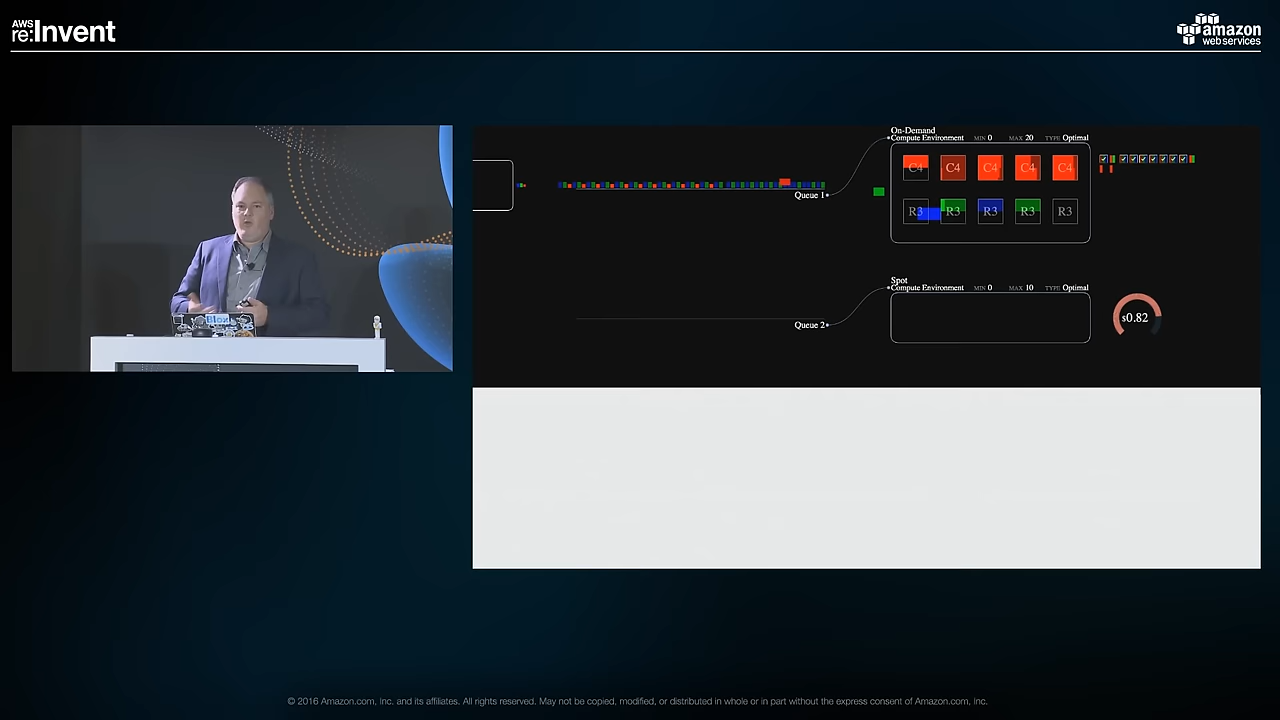 AWS
re:Invent
amazon
web services
On-Demand
Compute Environment MIN 0 MAX 20 TYPE Optimal
C4 C4 C4 C4 C4
Queue 1
R3 R3 R3 R3 R3
Spot
Compute Environment MIN 0 MAX 10 TYPE Optimal
$0.82
Queue 2
Blox
© 2016 Amazon.com, Inc. and its affiliates. All rights reserved. May not be copied, modified, or distributed in whole or in part without the express consent of Amazon.com, Inc.